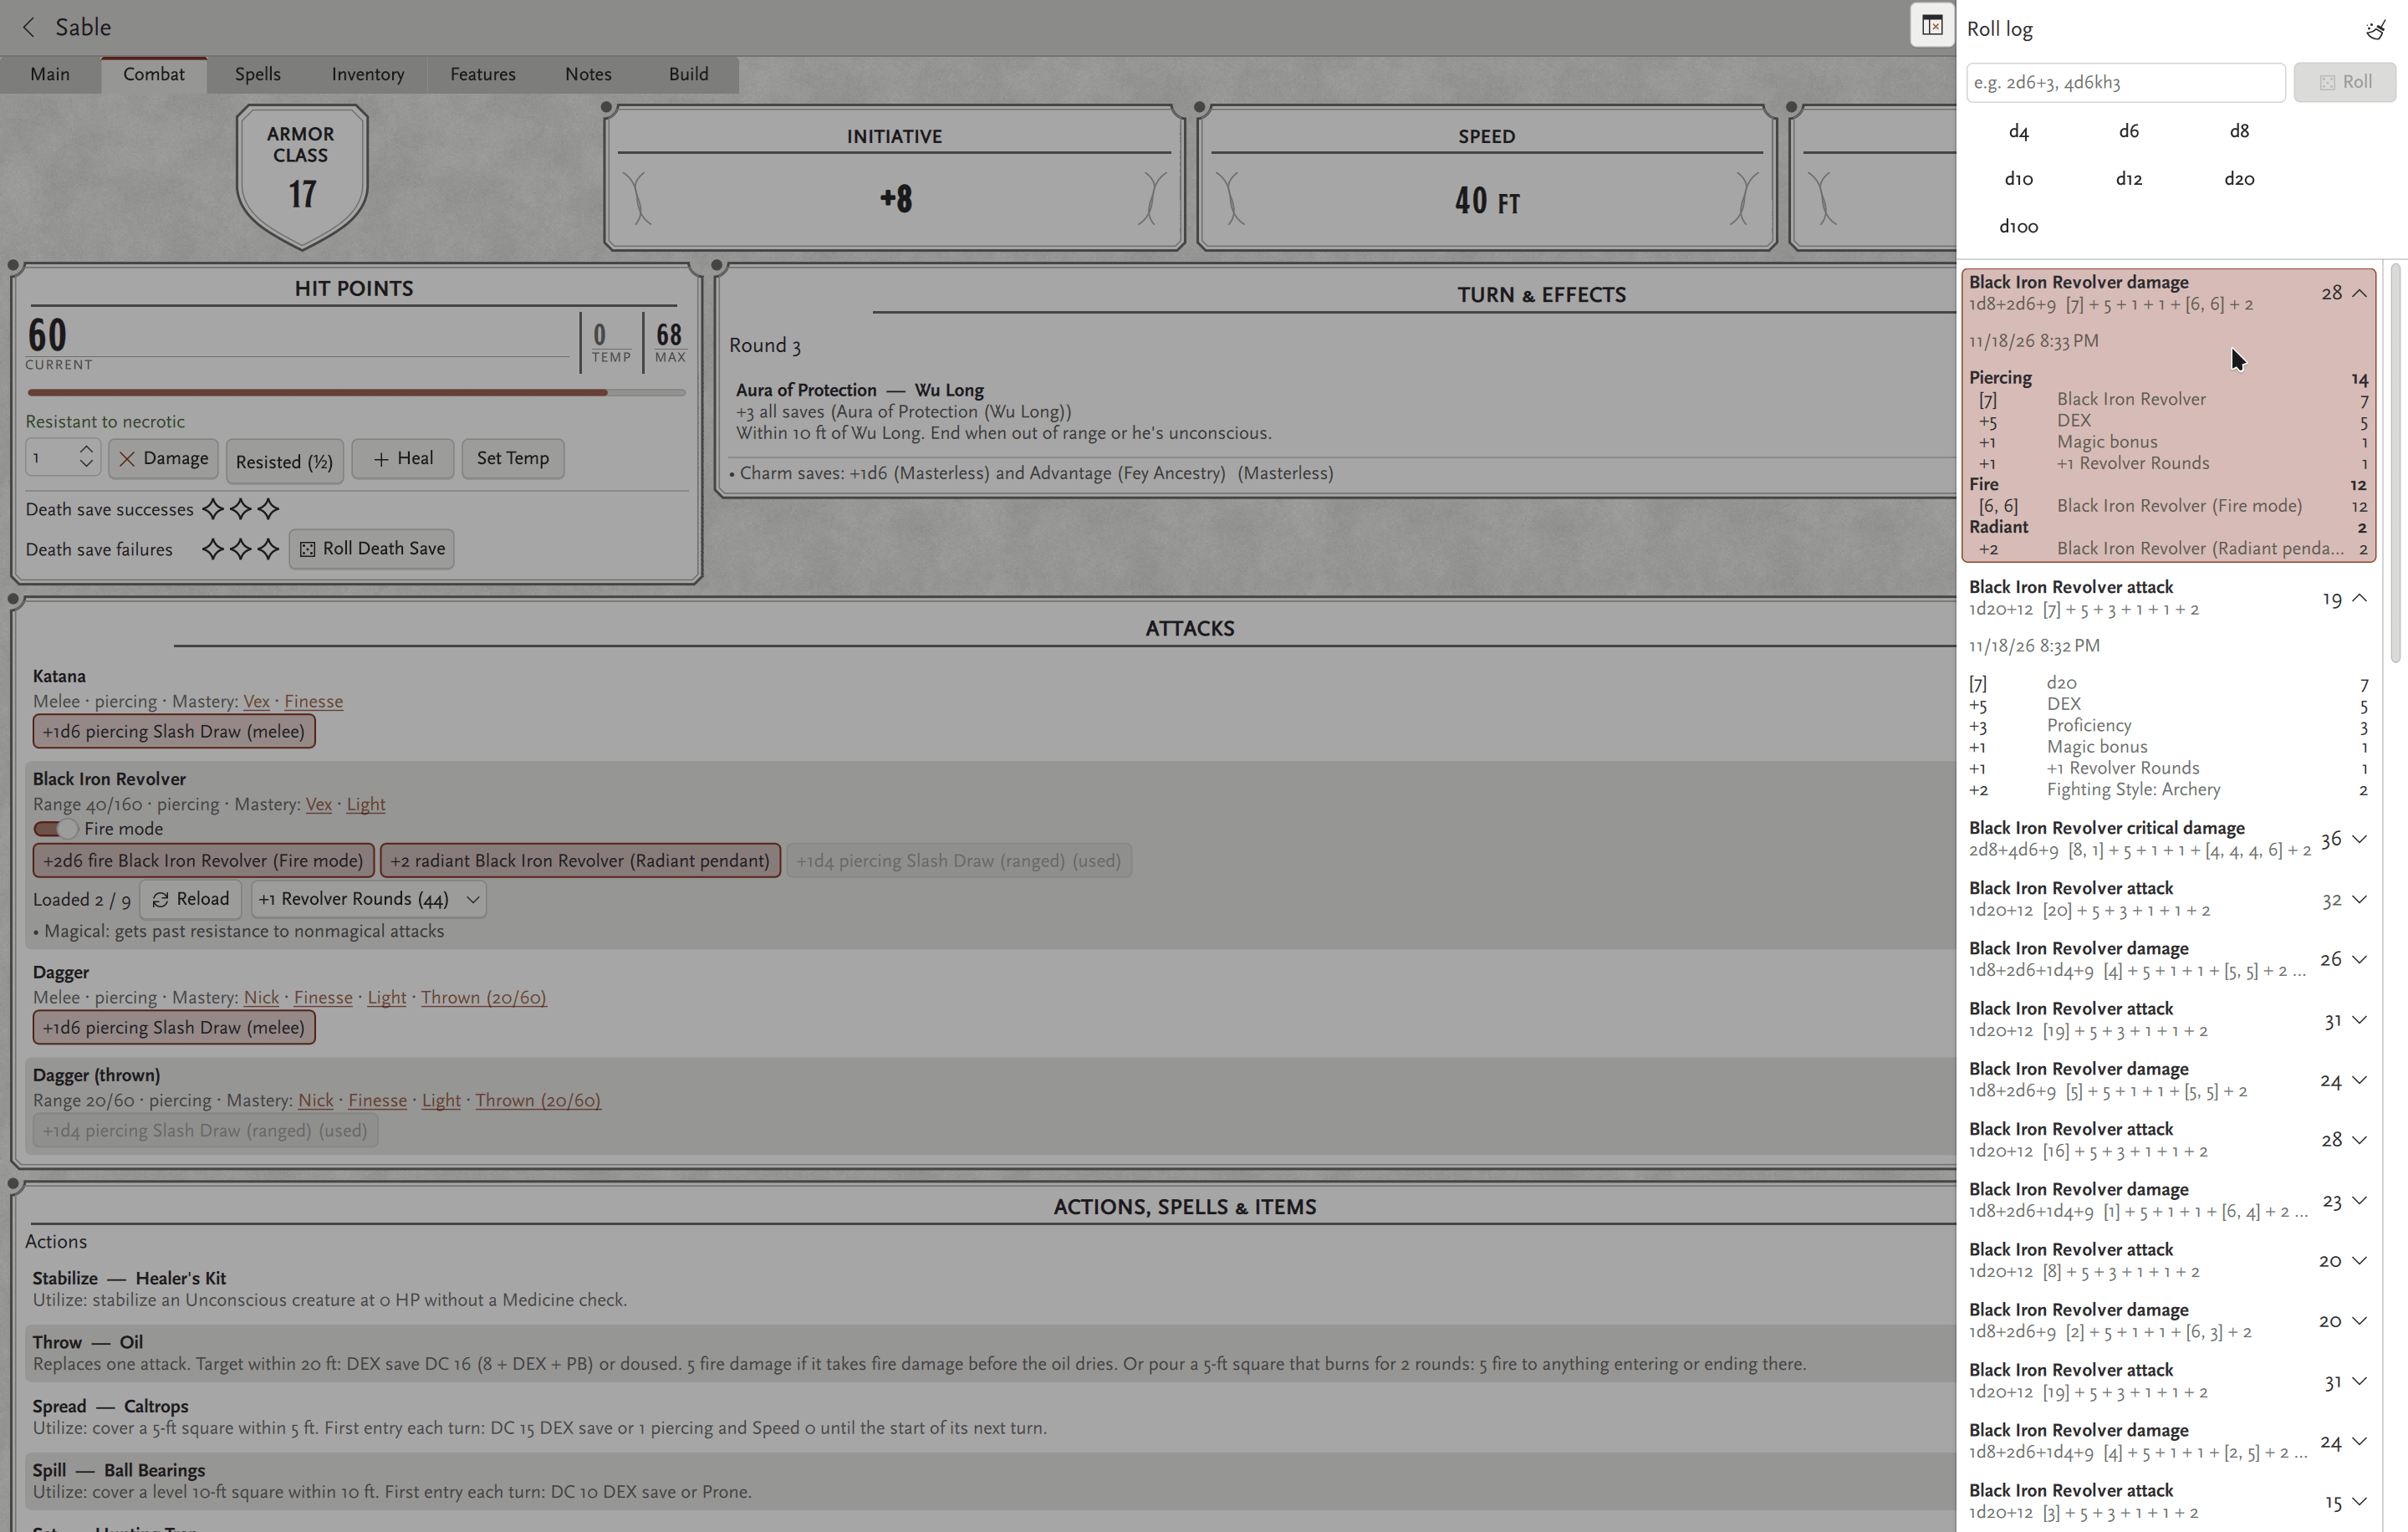 Sable
Main Combat Spells Inventory Features Notes Build
ARMOR
CLASS
17
INITIATIVE
+8
SPEED
40 FT
HIT POINTS
60
CURRENT
0
TEMP
68
MAX
Resistant to necrotic
1 Damage Resisted (½) + Heal Set Temp
Death save successes
Death save failures Roll Death Save
TURN & EFFECTS
Round 3
Aura of Protection — Wu Long
+3 all saves (Aura of Protection (Wu Long))
Within 10 ft of Wu Long. End when out of range or he's unconscious.
• Charm saves: +1d6 (Masterless) and Advantage (Fey Ancestry) (Masterless)
ATTACKS
Katana
Melee · piercing · Mastery: Vex · Finesse
+1d6 piercing Slash Draw (melee)
Black Iron Revolver
Range 40/160 · piercing · Mastery: Vex · Light
Fire mode
+2d6 fire Black Iron Revolver (Fire mode) +2 radiant Black Iron Revolver (Radiant pendant) +1d4 piercing Slash Draw (ranged) (used)
Loaded 2 / 9 Reload +1 Revolver Rounds (44)
• Magical: gets past resistance to nonmagical attacks
Dagger
Melee · piercing · Mastery: Nick · Finesse · Light · Thrown (20/60)
+1d6 piercing Slash Draw (melee)
Dagger (thrown)
Range 20/60 · piercing · Mastery: Nick · Finesse · Light · Thrown (20/60)
+1d4 piercing Slash Draw (ranged) (used)
ACTIONS, SPELLS & ITEMS
Actions
Stabilize — Healer's Kit
Utilize: stabilize an Unconscious creature at 0 HP without a Medicine check.
Throw — Oil
Replaces one attack. Target within 20 ft: DEX save DC 16 (8 + DEX + PB) or doused. 5 fire damage if it takes fire damage before the oil dries. Or pour a 5-ft square that burns for 2 rounds: 5 fire to anything entering or ending there.
Spread — Caltrops
Utilize: cover a 5-ft square within 5 ft. First entry each turn: DC 15 DEX save or 1 piercing and Speed 0 until the start of its next turn.
Spill — Ball Bearings
Utilize: cover a level 10-ft square within 10 ft. First entry each turn: DC 10 DEX save or Prone.
Roll log
e.g. 2d6+3, 4d6kh3 Roll
d4 d6 d8
d10 d12 d20
d100
Black Iron Revolver damage
1d8+2d6+9 [7] + 5 + 1 + 1 + [6, 6] + 2 28
11/18/26 8:33 PM
Piercing 14
[7] Black Iron Revolver 7
+5 DEX 5
+1 Magic bonus 1
+1 +1 Revolver Rounds 1
Fire 12
[6, 6] Black Iron Revolver (Fire mode) 12
Radiant 2
+2 Black Iron Revolver (Radiant penda... 2
Black Iron Revolver attack
1d20+12 [7] + 5 + 3 + 1 + 1 + 2 19
11/18/26 8:32 PM
[7] d20 7
+5 DEX 5
+3 Proficiency 3
+1 Magic bonus 1
+1 +1 Revolver Rounds 1
+2 Fighting Style: Archery 2
Black Iron Revolver critical damage
2d8+4d6+9 [8, 1] + 5 + 1 + 1 + [4, 4, 4, 6] + 2 36
Black Iron Revolver attack
1d20+12 [20] + 5 + 3 + 1 + 1 + 2 32
Black Iron Revolver damage
1d8+2d6+1d4+9 [4] + 5 + 1 + 1 + [5, 5] + 2 ... 26
Black Iron Revolver attack
1d20+12 [19] + 5 + 3 + 1 + 1 + 2 31
Black Iron Revolver damage
1d8+2d6+9 [5] + 5 + 1 + 1 + [5, 5] + 2 24
Black Iron Revolver attack
1d20+12 [16] + 5 + 3 + 1 + 1 + 2 28
Black Iron Revolver damage
1d8+2d6+1d4+9 [1] + 5 + 1 + 1 + [6, 4] + 2 ... 23
Black Iron Revolver attack
1d20+12 [8] + 5 + 3 + 1 + 1 + 2 20
Black Iron Revolver damage
1d8+2d6+9 [2] + 5 + 1 + 1 + [6, 3] + 2 20
Black Iron Revolver attack
1d20+12 [19] + 5 + 3 + 1 + 1 + 2 31
Black Iron Revolver damage
1d8+2d6+1d4+9 [4] + 5 + 1 + 1 + [2, 5] + 2 ... 24
Black Iron Revolver attack
1d20+12 [3] + 5 + 3 + 1 + 1 + 2 15